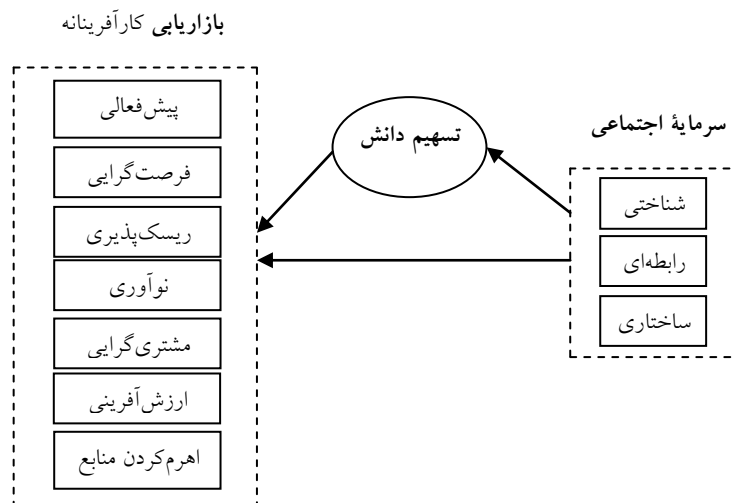 بازاریابی کارآفرینانه
پیش‌فعالی
فرصت‌گرایی
ریسک‌پذیری
نوآوری
مشتری‌گرایی
ارزش‌آفرینی
اهرم‌کردن منابع
تسهیم دانش
سرمایۀ اجتماعی
شناختی
رابطه‌ای
ساختاری